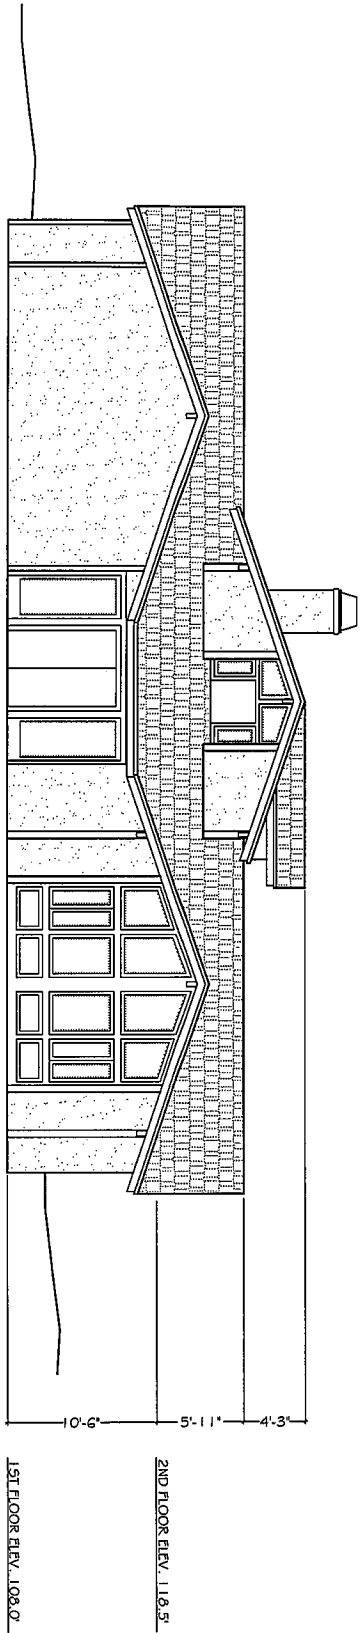 4'-3"
5'-11"
10'-6"
2ND FLOOR ELEV. 118.5'
1ST FLOOR ELEV. 108.0'